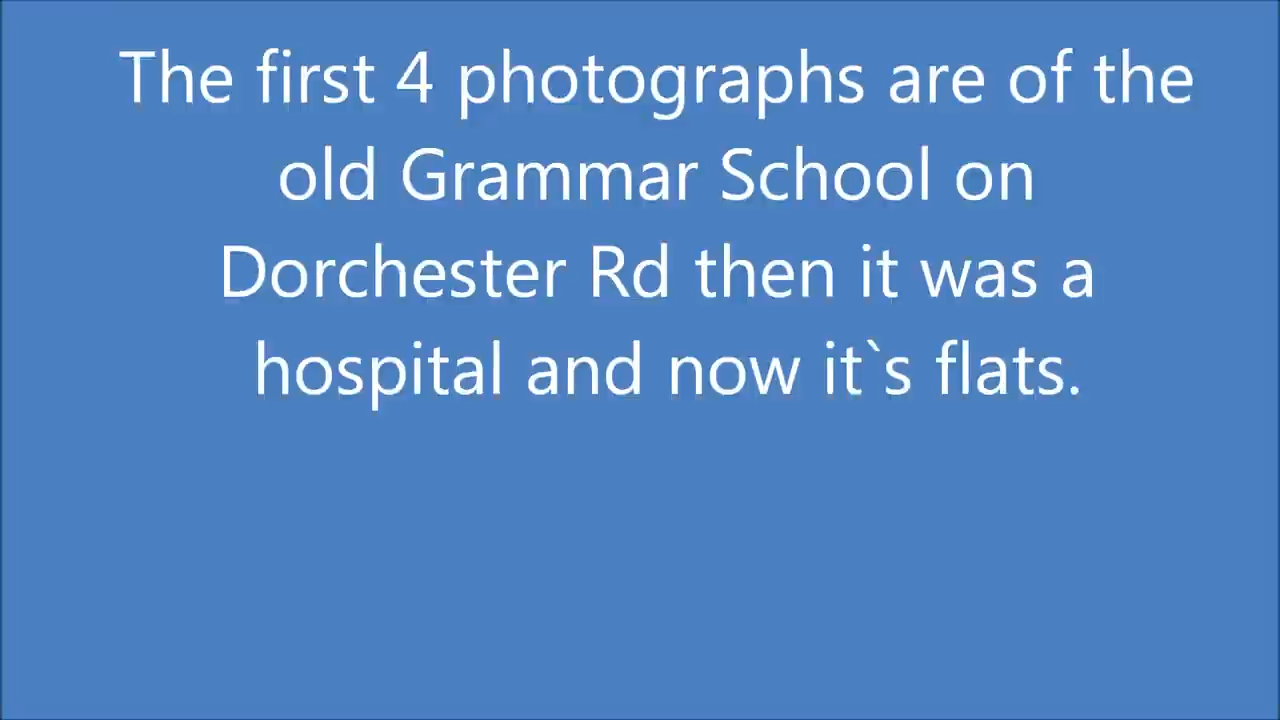 The first 4 photographs are of the
old Grammar School on
Dorchester Rd then it was a
hospital and now it`s flats.